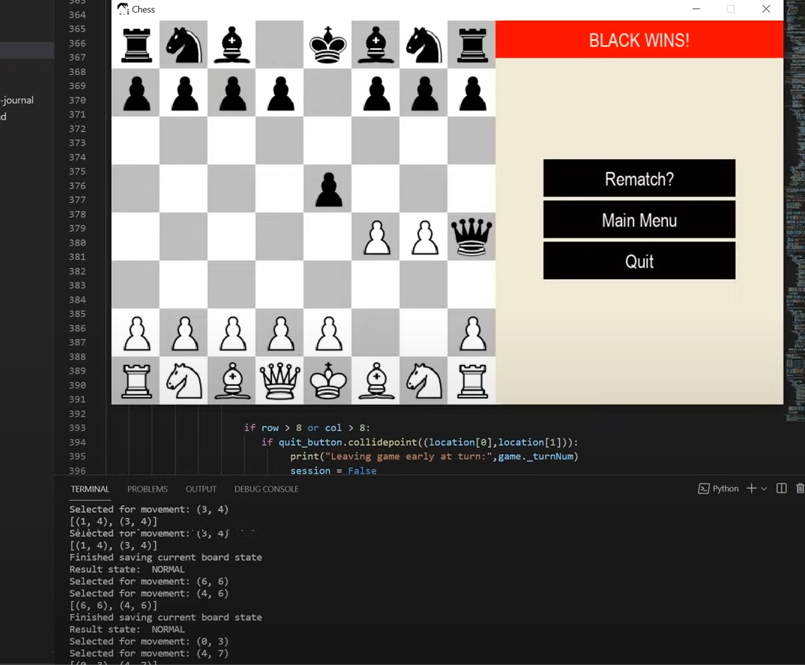 363
364
365
366
367
368
369
370
371
372
373
374
375
376
377
378
379
380
381
382
383
384
385
386
387
388
389
390
391
392
393
394
395
396
-journal
d
Chess
BLACK WINS!
Rematch?
Main Menu
Quit
if row > 8 or col > 8:
if quit_button.collidepoint((location[0],location[1])):
print("Leaving game early at turn:",game._turnNum)
session = False
TERMINAL PROBLEMS OUTPUT DEBUG CONSOLE
Python
Selected for movement: (3, 4)
[(1, 4), (3, 4)]
Selected for movement: (3, 4)
[(1, 4), (3, 4)]
Finished saving current board state
Result state:  NORMAL
Selected for movement: (6, 6)
Selected for movement: (4, 6)
[(6, 6), (4, 6)]
Finished saving current board state
Result state:  NORMAL
Selected for movement: (0, 3)
Selected for movement: (4, 7)
[(0, 3), (4, 7)]